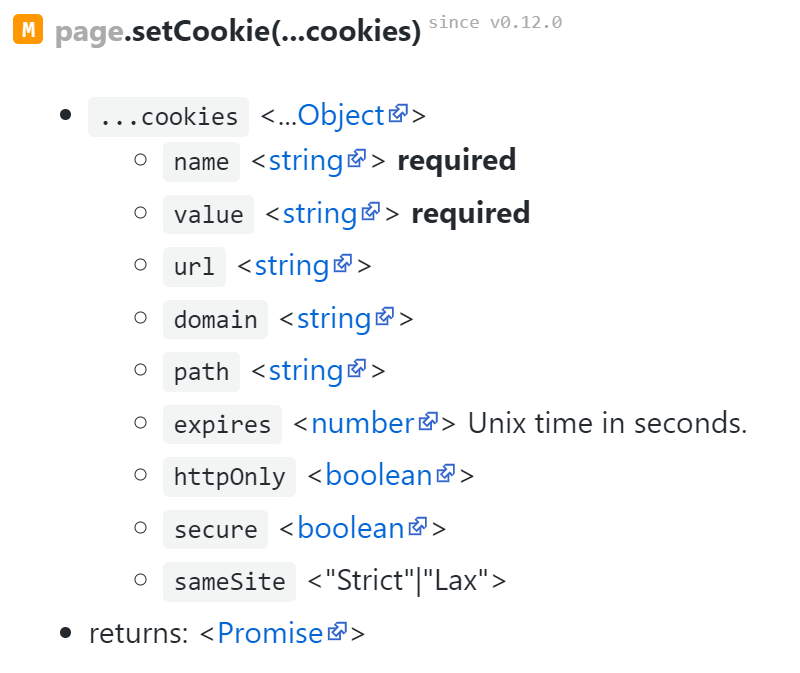 M page.setCookie(...cookies) since v0.12.0
...cookies <...Object>
name <string> required
value <string> required
url <string>
domain <string>
path <string>
expires <number> Unix time in seconds.
httpOnly <boolean>
secure <boolean>
sameSite <"Strict"|"Lax">
returns: <Promise>